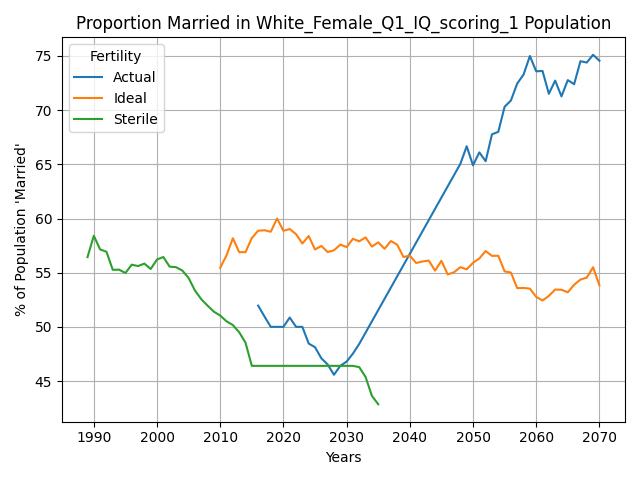 Proportion Married in White_Female_Q1_IQ_scoring_1 Population
% of Population 'Married'
75
70
65
60
55
50
45
Fertility
Actual
Ideal
Sterile
1990 2000 2010 2020 2030 2040 2050 2060 2070
Years